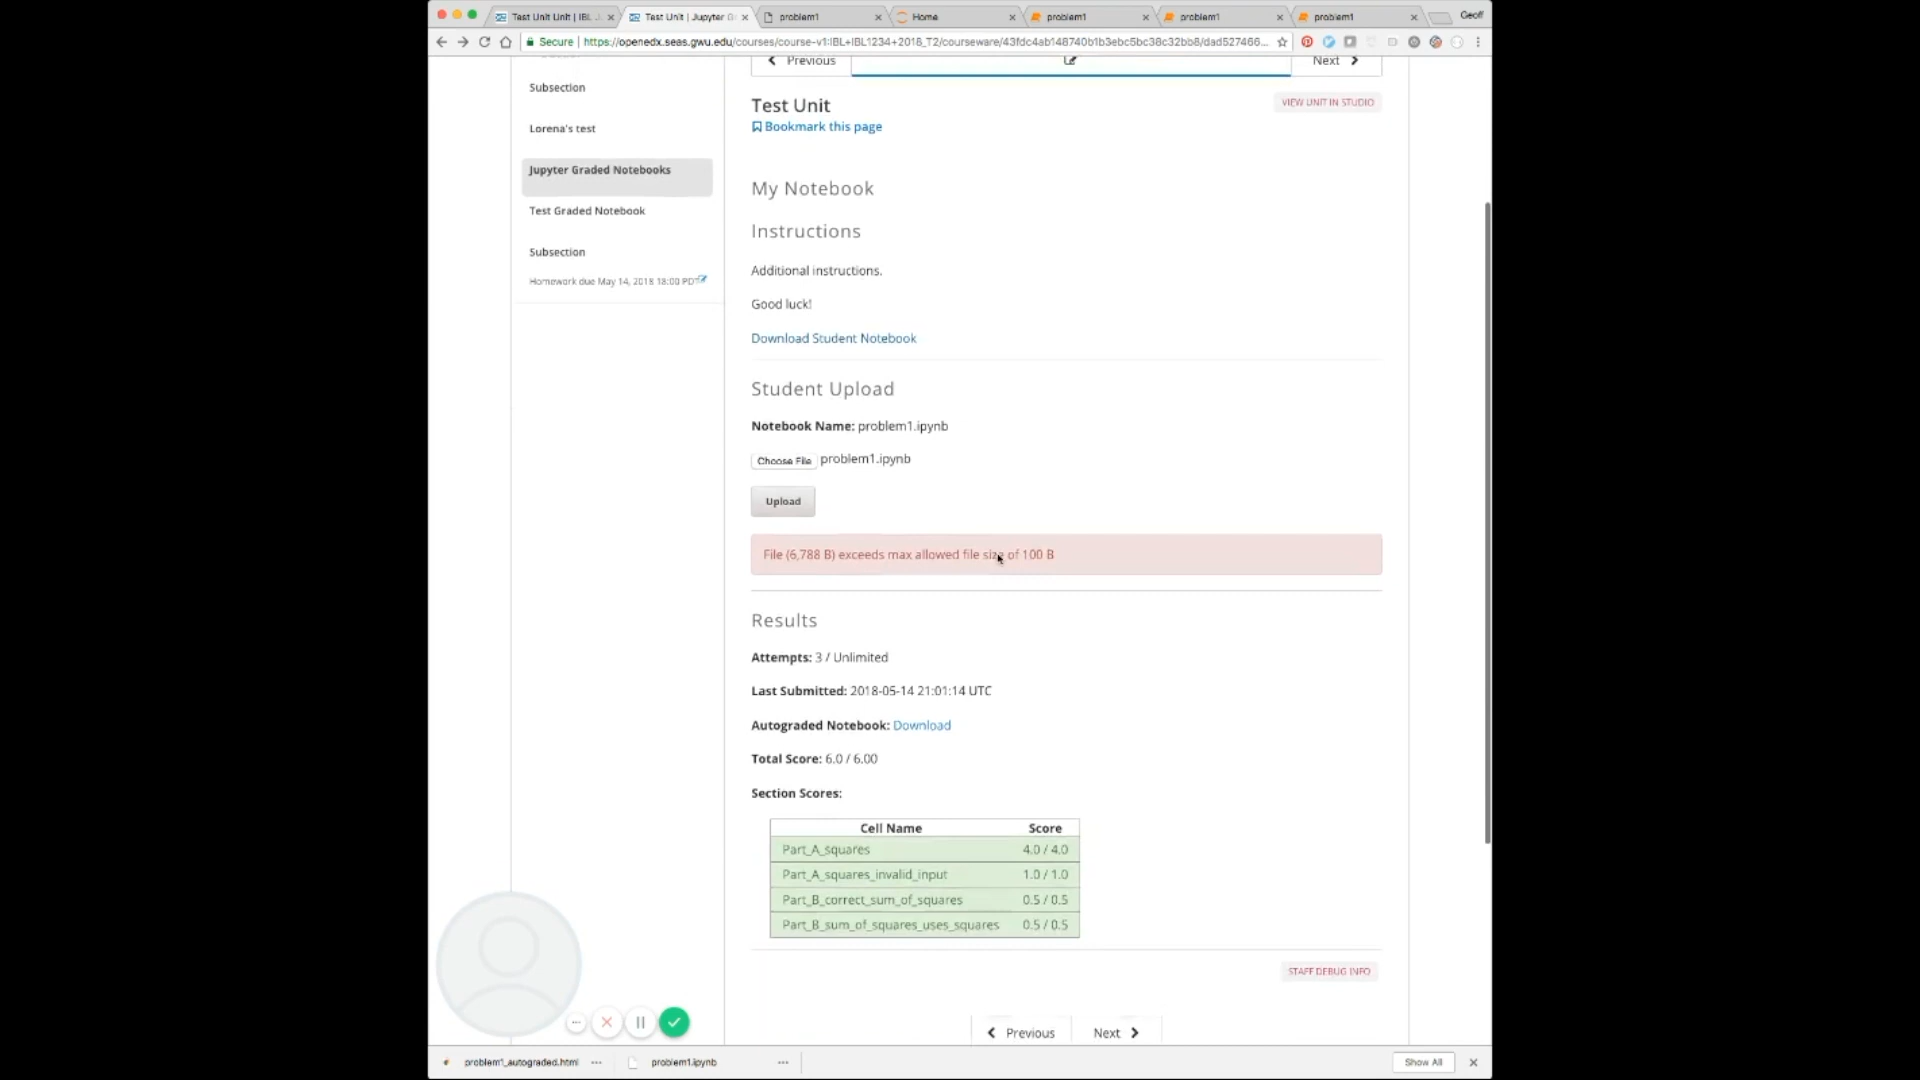 Test Unit Unit | IBL
Test Unit | Jupyter
problem1
Home
problem1
problem1
problem1
Geoff
Secure
https://openedx.seas.gwu.edu/courses/course-v1:IBL+IBL1234+2018_T2/courseware/43fdc4ab148740b1b3ebc5bc38c32bb8/dad527466...
Previous
Next
Subsection
Lorena's test
Jupyter Graded Notebooks
Test Graded Notebook
Subsection
Homework due May 14, 2018 18:00 PDT
Test Unit
VIEW UNIT IN STUDIO
Bookmark this page
My Notebook
Instructions
Additional instructions.
Good luck!
Download Student Notebook
Student Upload
Notebook Name: problem1.ipynb
Choose File problem1.ipynb
Upload
File (6,788 B) exceeds max allowed file size of 100 B
Results
Attempts: 3 / Unlimited
Last Submitted: 2018-05-14 21:01:14 UTC
Autograded Notebook: Download
Total Score: 6.0 / 6.00
Section Scores:
Cell Name Score
Part_A_squares 4.0 / 4.0
Part_A_squares_invalid_input 1.0 / 1.0
Part_B_correct_sum_of_squares 0.5 / 0.5
Part_B_sum_of_squares_uses_squares 0.5 / 0.5
STAFF DEBUG INFO
Previous
Next
problem1_autograded.html
problem1.ipynb
Show All